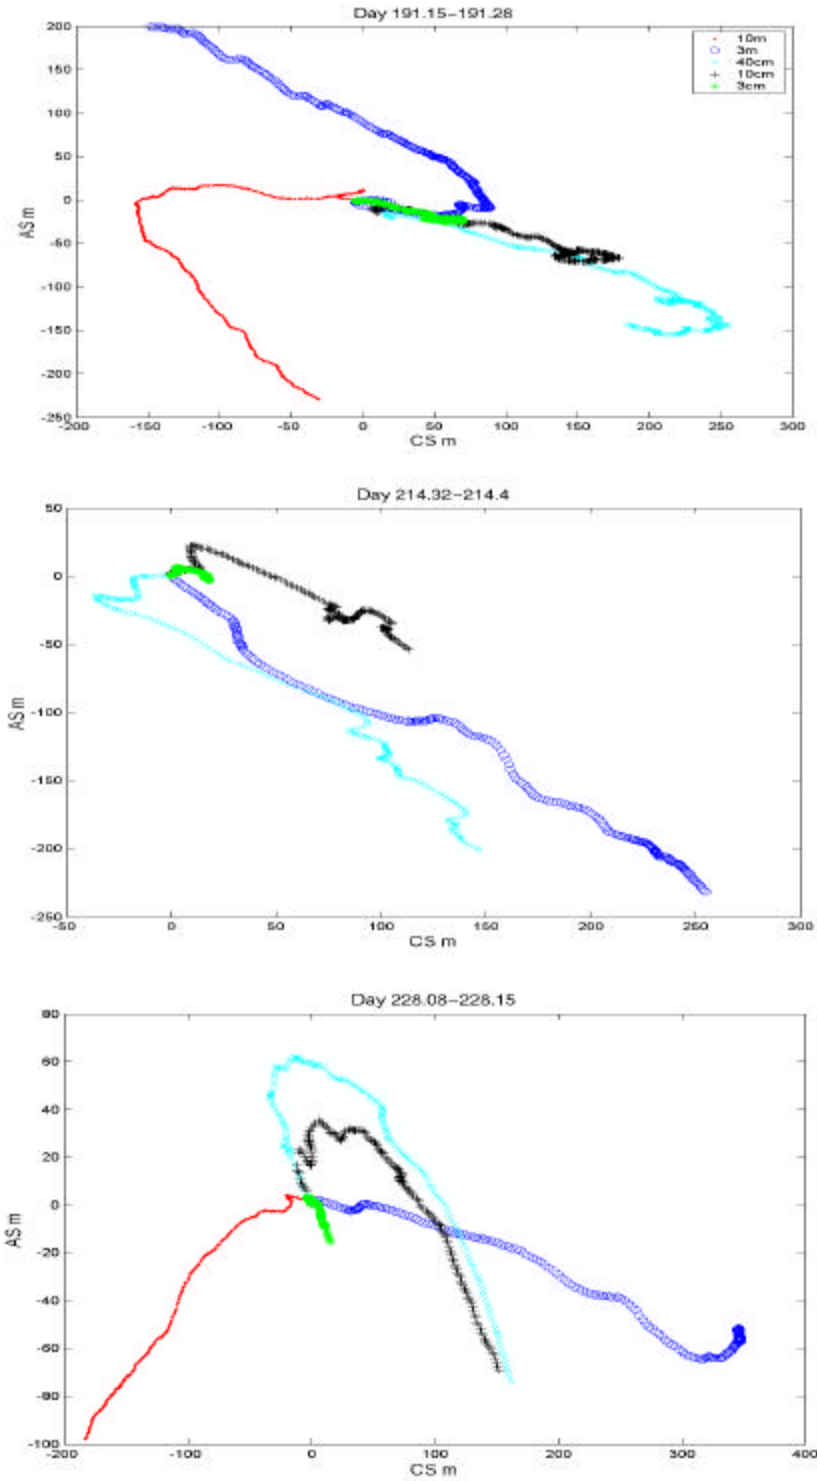 Day 191.15-191.28
10m
3m
40cm
10cm
3cm
200
150
100
50
0
-50
-100
-150
-200
-250
AS m
-200 -150 -100 -50 0 50 100 150 200 250 300
CS m
Day 214.32-214.4
50
0
-50
-100
-150
-200
-250
AS m
-50 0 50 100 150 200 250 300
CS m
Day 228.08-228.15
80
60
40
20
0
-20
-40
-60
-80
-100
AS m
-200 -100 0 100 200 300 400
CS m